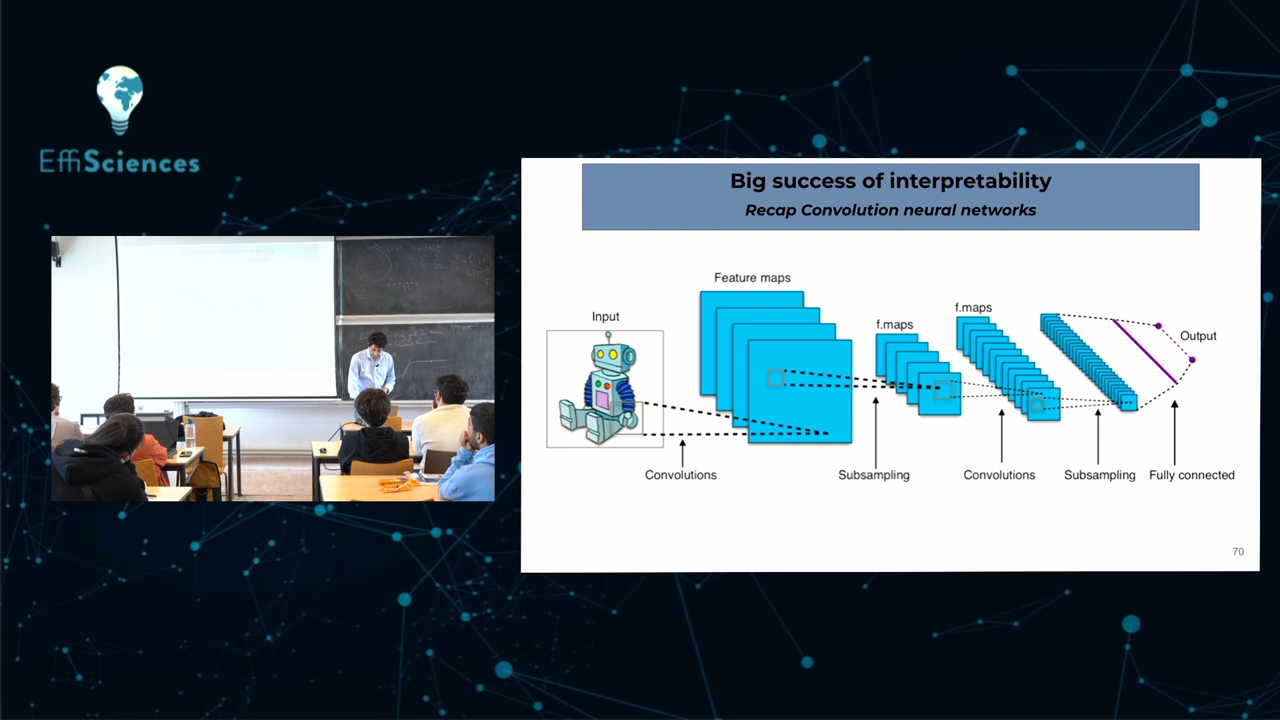 EffiSciences
Big success of interpretability
Recap Convolution neural networks
Feature maps
Input
f.maps
f.maps
Output
Convolutions
Subsampling
Convolutions
Subsampling
Fully connected
70